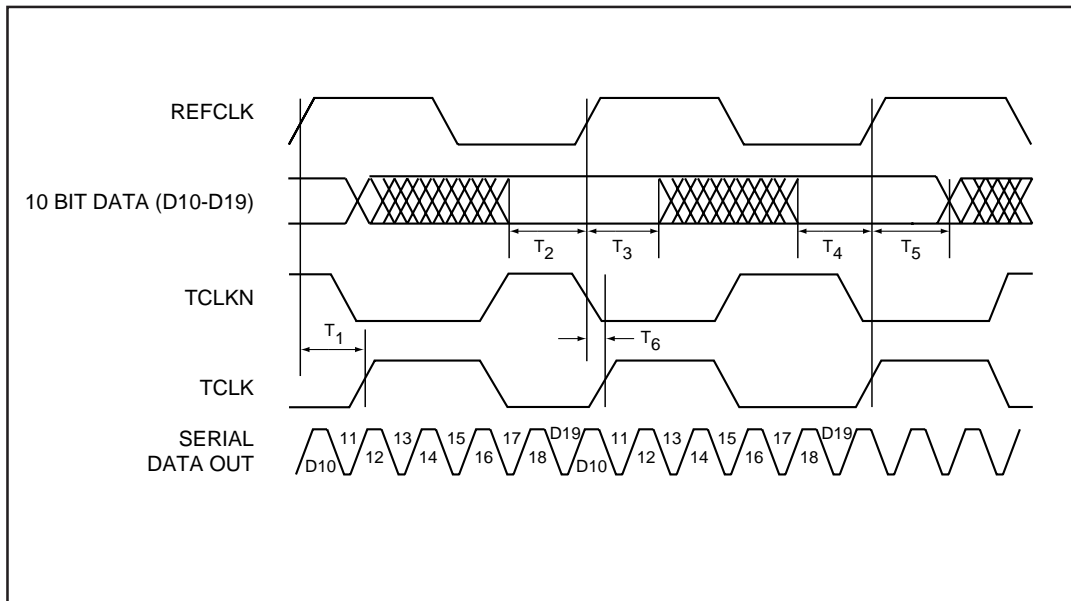 REFCLK
10 BIT DATA (D10-D19)
T2 T3 T4 T5
TCLKN
T1 T6
TCLK
SERIAL
DATA OUT
11 13 15 17 D19 11 13 15 17 D19
D10 12 14 16 18 D10 12 14 16 18